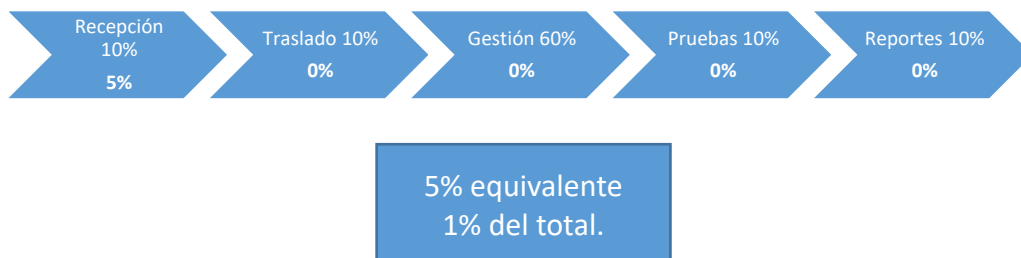 Recepción
10%
5%
Traslado 10%
0%
Gestión 60%
0%
Pruebas 10%
0%
Reportes 10%
0%
5% equivalente
1% del total.